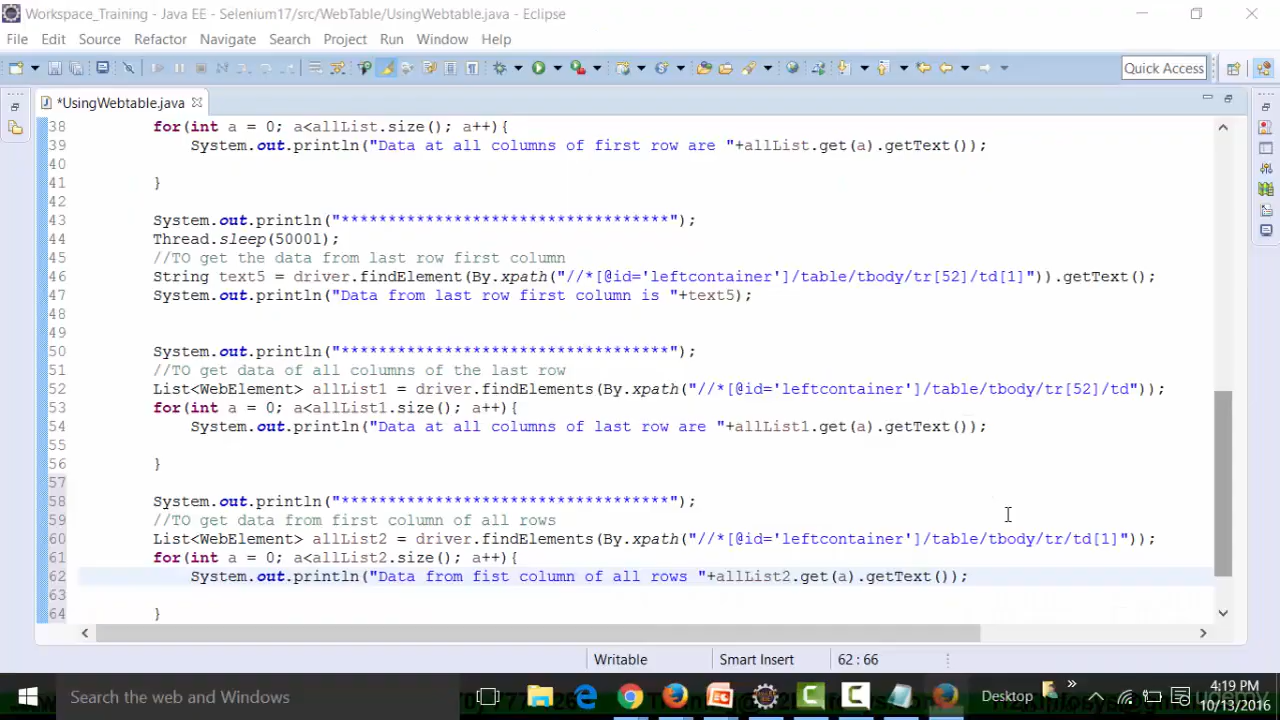 Workspace_Training - Java EE - Selenium17/src/WebTable/UsingWebtable.java - Eclipse
File Edit Source Refactor Navigate Search Project Run Window Help
Quick Access
*UsingWebtable.java
38 for(int a = 0; a<allList.size(); a++){
39 System.out.println("Data at all columns of first row are "+allList.get(a).getText());
40
41 }
42
43 System.out.println("***********************************");
44 Thread.sleep(5000l);
45 //TO get the data from last row first column
46 String text5 = driver.findElement(By.xpath("//*[@id='leftcontainer']/table/tbody/tr[52]/td[1]")).getText();
47 System.out.println("Data from last row first column is "+text5);
48
49
50 System.out.println("***********************************");
51 //TO get data of all columns of the last row
52 List<WebElement> allList1 = driver.findElements(By.xpath("//*[@id='leftcontainer']/table/tbody/tr[52]/td"));
53 for(int a = 0; a<allList1.size(); a++){
54 System.out.println("Data at all columns of last row are "+allList1.get(a).getText());
55
56 }
57
58 System.out.println("***********************************");
59 //TO get data from first column of all rows
60 List<WebElement> allList2 = driver.findElements(By.xpath("//*[@id='leftcontainer']/table/tbody/tr/td[1]"));
61 for(int a = 0; a<allList2.size(); a++){
62 System.out.println("Data from fist column of all rows "+allList2.get(a).getText());
63
64 }
Writable Smart Insert 62 : 66
Search the web and Windows
Desktop
4:19 PM
10/13/2016
udemy